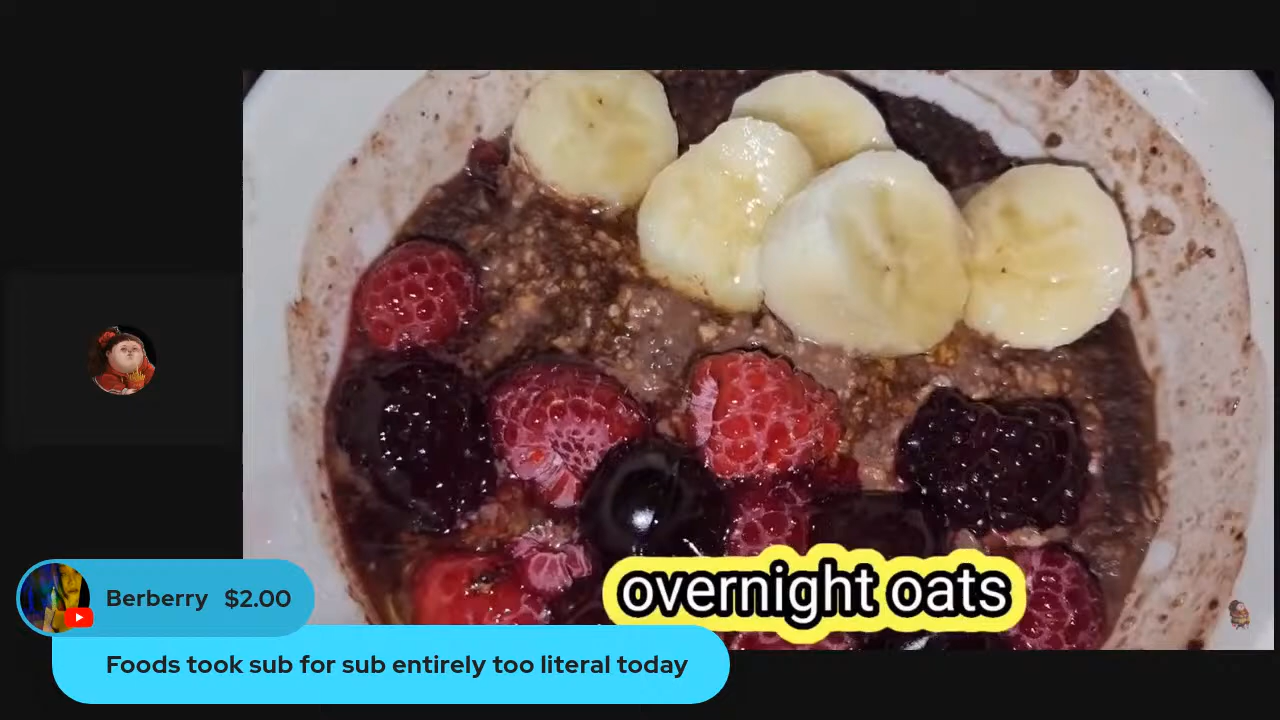 overnight oats
Berberry $2.00
Foods took sub for sub entirely too literal today